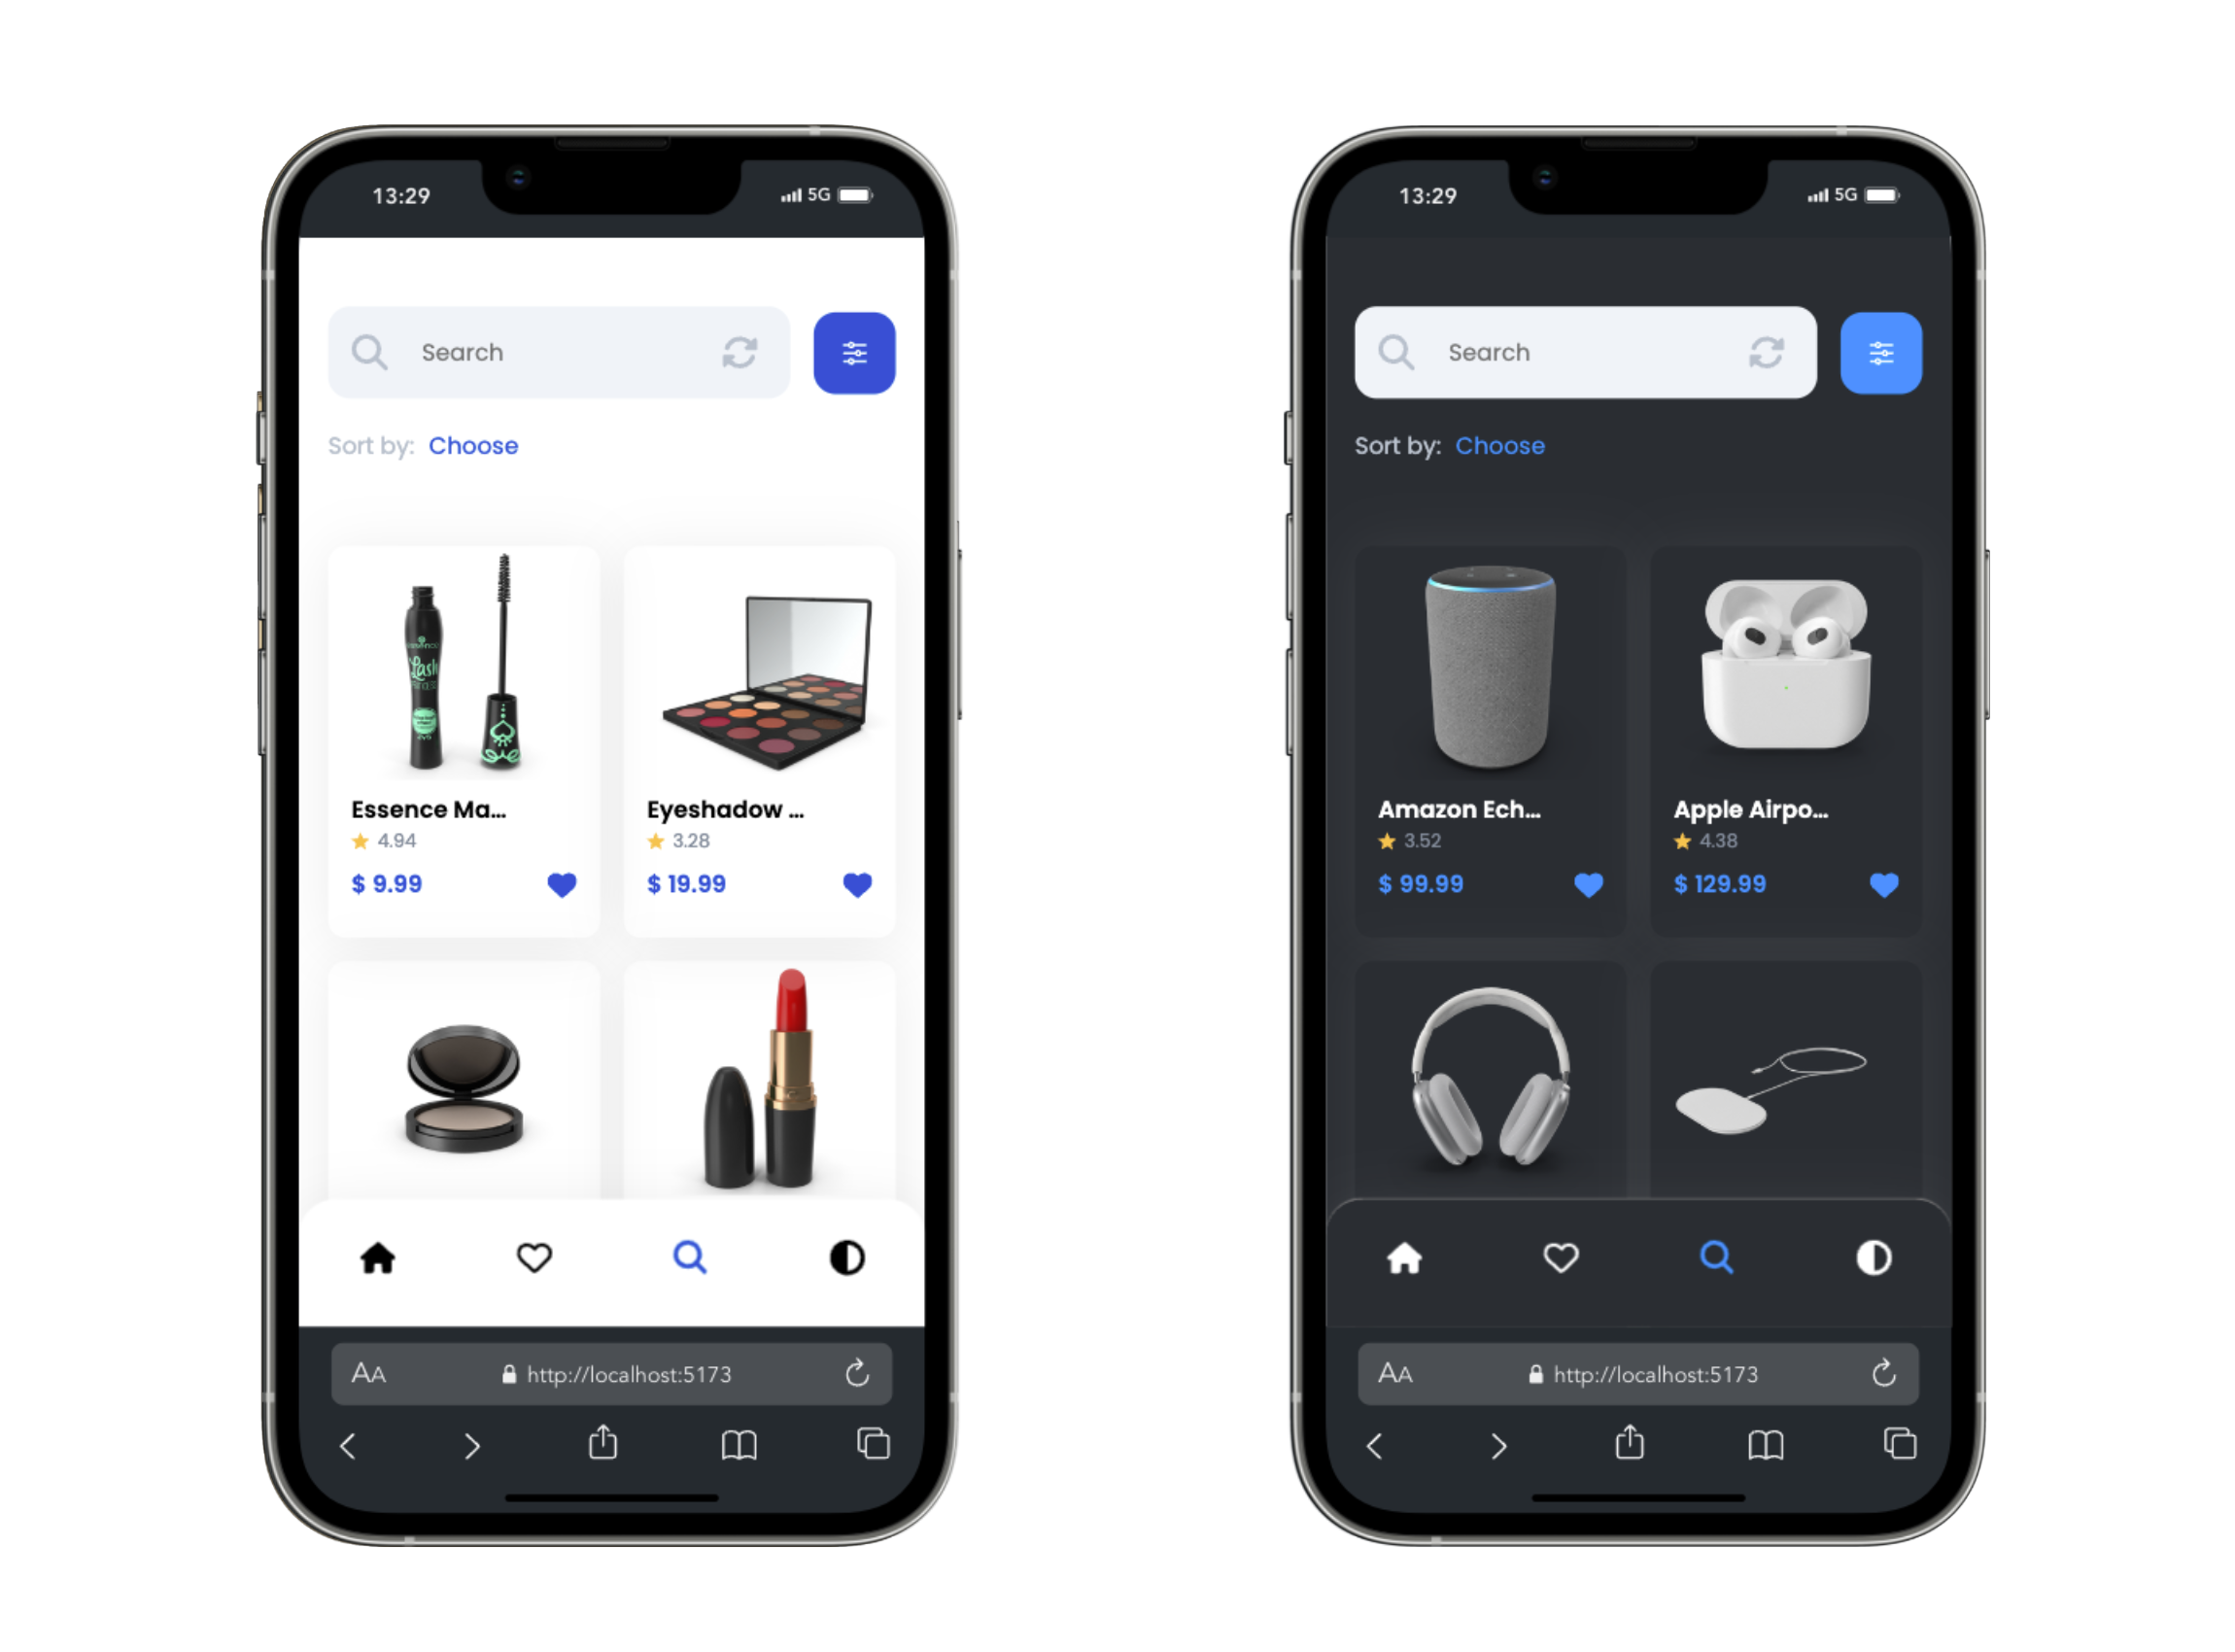 13:29
5G
Search
Sort by: Choose
Lash
Essence Ma...
4.94
$ 9.99
Eyeshadow ...
3.28
$ 19.99
AA
http://localhost:5173
13:29
5G
Search
Sort by: Choose
Amazon Ech...
3.52
$ 99.99
Apple Airpo...
4.38
$ 129.99
AA
http://localhost:5173